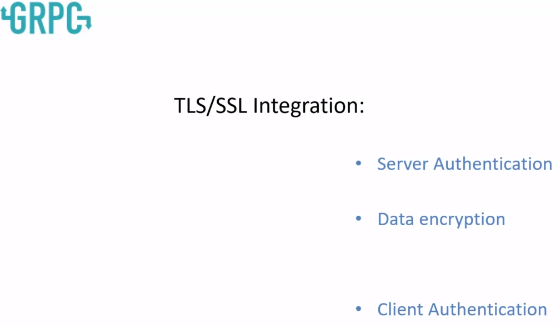 GRPC
TLS/SSL Integration:
• Server Authentication
• Data encryption
• Client Authentication